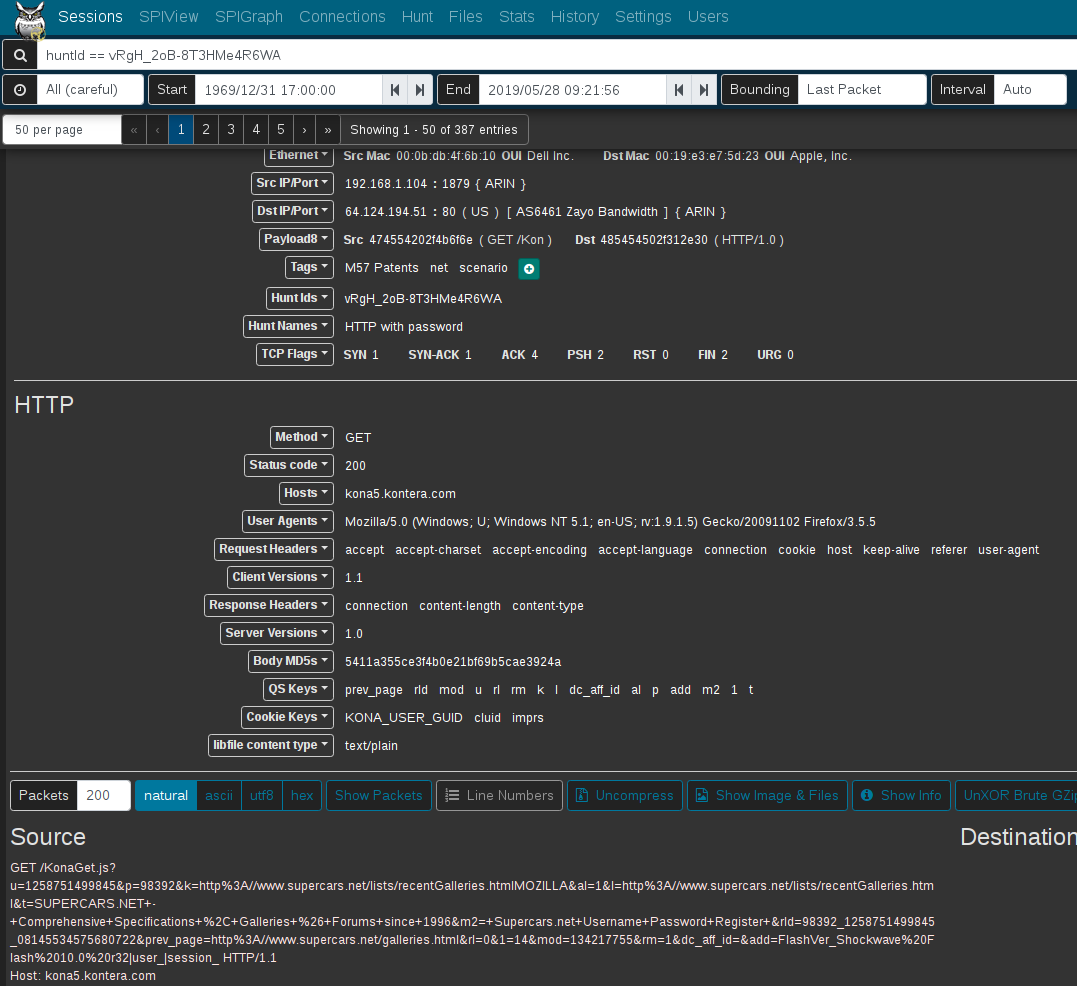 Sessions SPIView SPIGraph Connections Hunt Files Stats History Settings Users
huntId == vRgH_2oB-8T3HMe4R6WA
All (careful) Start 1969/12/31 17:00:00 End 2019/05/28 09:21:56 Bounding Last Packet Interval Auto
50 per page « ‹ 1 2 3 4 5 › » Showing 1 - 50 of 387 entries
Ethernet Src Mac 00:0b:db:4f:6b:10 OUI Dell Inc. Dst Mac 00:19:e3:e7:5d:23 OUI Apple, Inc.
Src IP/Port 192.168.1.104 : 1879 { ARIN }
Dst IP/Port 64.124.194.51 : 80 ( US ) [ AS6461 Zayo Bandwidth ] { ARIN }
Payload8 Src 474554202f4b6f6e ( GET /Kon ) Dst 485454502f312e30 ( HTTP/1.0 )
Tags M57 Patents net scenario
Hunt Ids vRgH_2oB-8T3HMe4R6WA
Hunt Names HTTP with password
TCP Flags SYN 1 SYN-ACK 1 ACK 4 PSH 2 RST 0 FIN 2 URG 0
HTTP
Method GET
Status code 200
Hosts kona5.kontera.com
User Agents Mozilla/5.0 (Windows; U; Windows NT 5.1; en-US; rv:1.9.1.5) Gecko/20091102 Firefox/3.5.5
Request Headers accept accept-charset accept-encoding accept-language connection cookie host keep-alive referer user-agent
Client Versions 1.1
Response Headers connection content-length content-type
Server Versions 1.0
Body MD5s 5411a355ce3f4b0e21bf69b5cae3924a
QS Keys prev_page rId mod u rl rm k l dc_aff_id al p add m2 1 t
Cookie Keys KONA_USER_GUID cluid imprs
libfile content type text/plain
Packets 200 natural ascii utf8 hex Show Packets Line Numbers Uncompress Show Image & Files Show Info UnXOR Brute GZip
Source Destination
GET /KonaGet.js?
u=1258751499845&p=98392&k=http%3A//www.supercars.net/lists/recentGalleries.htmlMOZILLA&al=1&l=http%3A//www.supercars.net/lists/recentGalleries.htm
l&t=SUPERCARS.NET+-
+Comprehensive+Specifications+%2C+Galleries+%26+Forums+since+1996&m2=+Supercars.net+Username+Password+Register+&rId=98392_1258751499845
_08145534575680722&prev_page=http%3A//www.supercars.net/galleries.html&rl=0&1=14&mod=134217755&rm=1&dc_aff_id=&add=FlashVer_Shockwave%20F
lash%2010.0%20r32|user_|session_ HTTP/1.1
Host: kona5.kontera.com